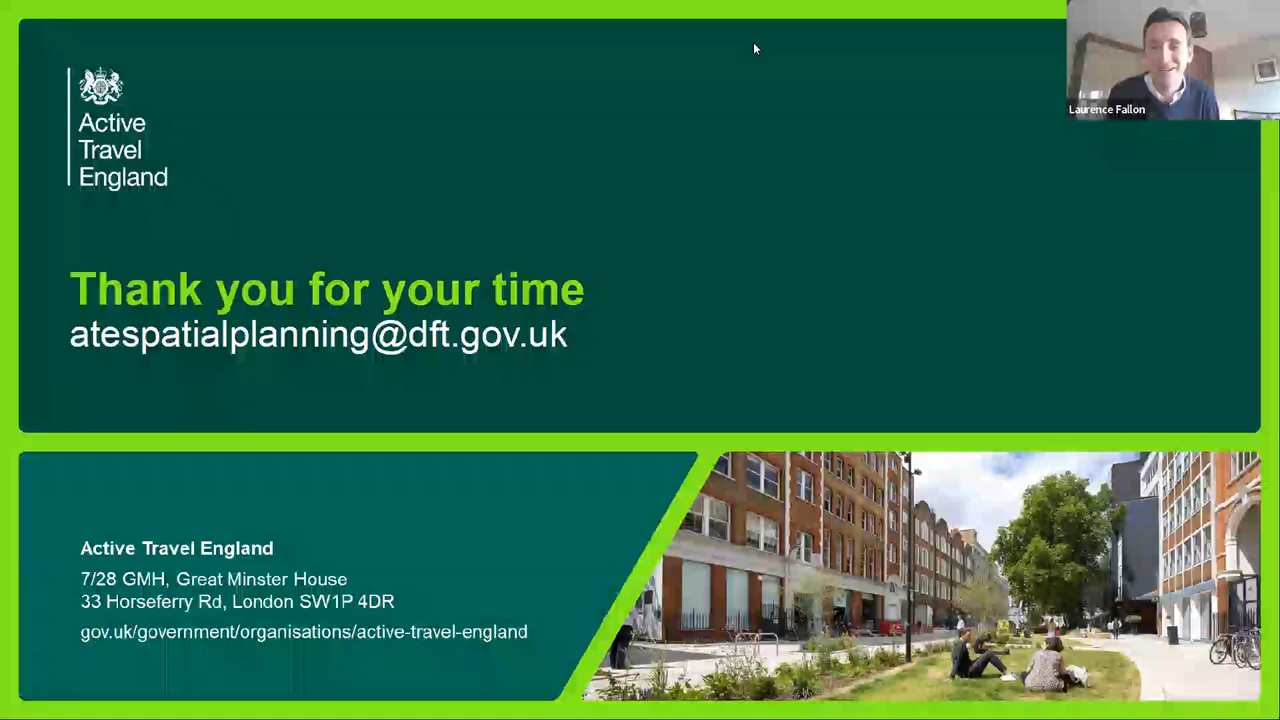 Laurence Fallon
Active
Travel
England
Thank you for your time
atespatialplanning@dft.gov.uk
Active Travel England
7/28 GMH, Great Minster House
33 Horseferry Rd, London SW1P 4DR
gov.uk/government/organisations/active-travel-england